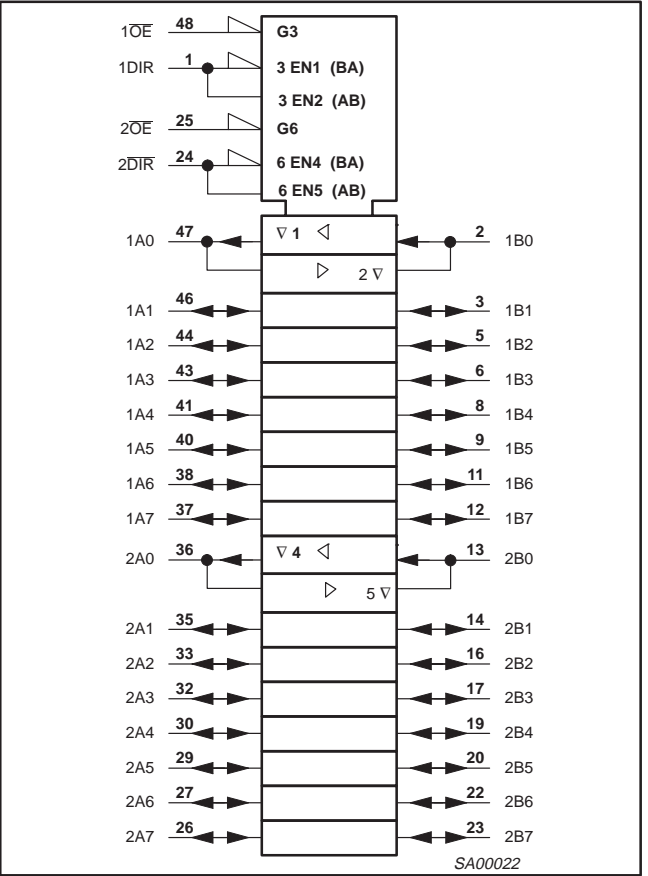 1O̅E̅ 48 G3
1DIR 1 3 EN1 (BA)
3 EN2 (AB)
2O̅E̅ 25 G6
2D̅I̅R̅ 24 6 EN4 (BA)
6 EN5 (AB)
1A0 47 ∇ 1 ◁ 2 1B0
▷ 2 ∇
1A1 46 3 1B1
1A2 44 5 1B2
1A3 43 6 1B3
1A4 41 8 1B4
1A5 40 9 1B5
1A6 38 11 1B6
1A7 37 12 1B7
2A0 36 ∇ 4 ◁ 13 2B0
▷ 5 ∇
2A1 35 14 2B1
2A2 33 16 2B2
2A3 32 17 2B3
2A4 30 19 2B4
2A5 29 20 2B5
2A6 27 22 2B6
2A7 26 23 2B7
SA00022